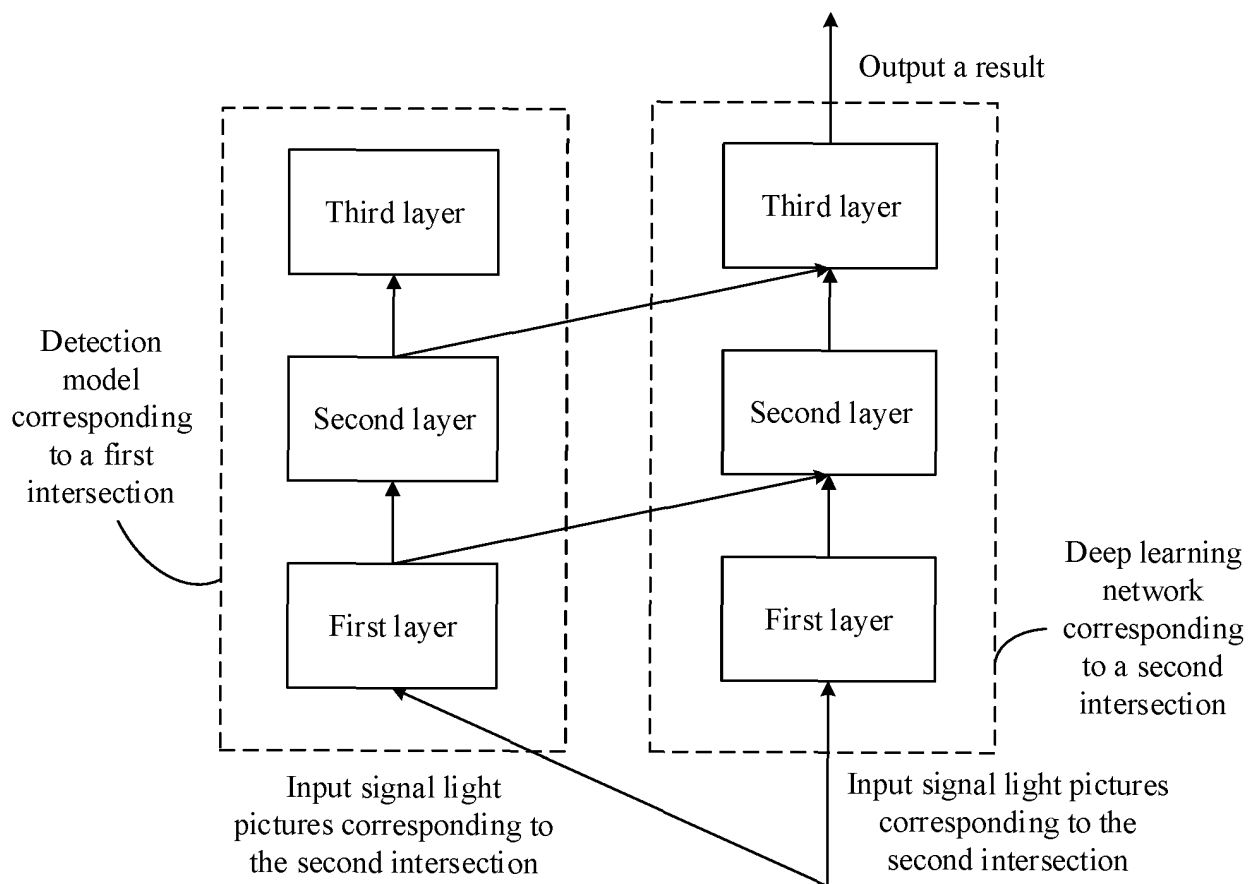 Output a result
Third layer
Third layer
Detection
model
corresponding
to a first
intersection
Second layer
Second layer
First layer
First layer
Deep learning
network
corresponding
to a second
intersection
Input signal light
pictures corresponding to
the second intersection
Input signal light pictures
corresponding to the
second intersection